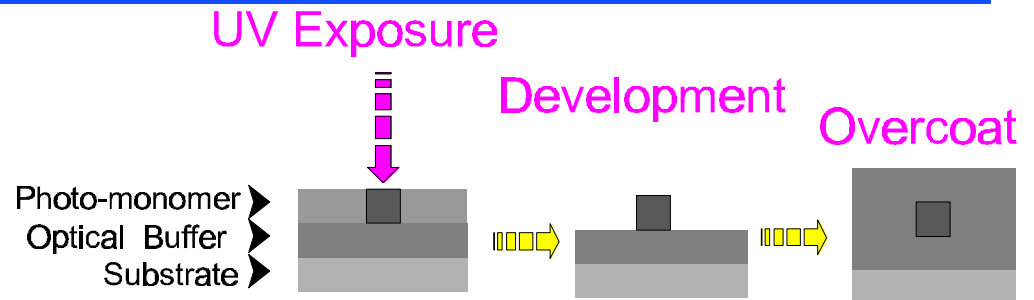 UV Exposure
Development
Overcoat
Photo-monomer
Optical Buffer
Substrate